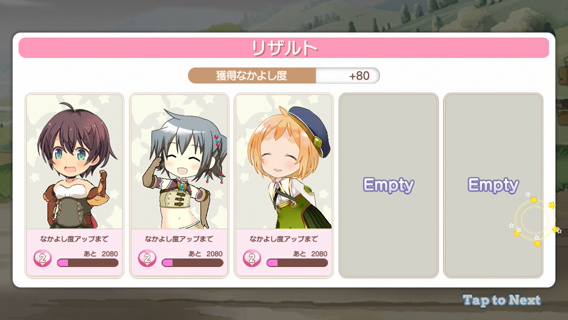 リザルト
獲得なかよし度 +80
なかよし度アップまで
2 あと 2080
なかよし度アップまで
2 あと 2080
なかよし度アップまで
2 あと 2080
Empty
Empty
Tap to Next